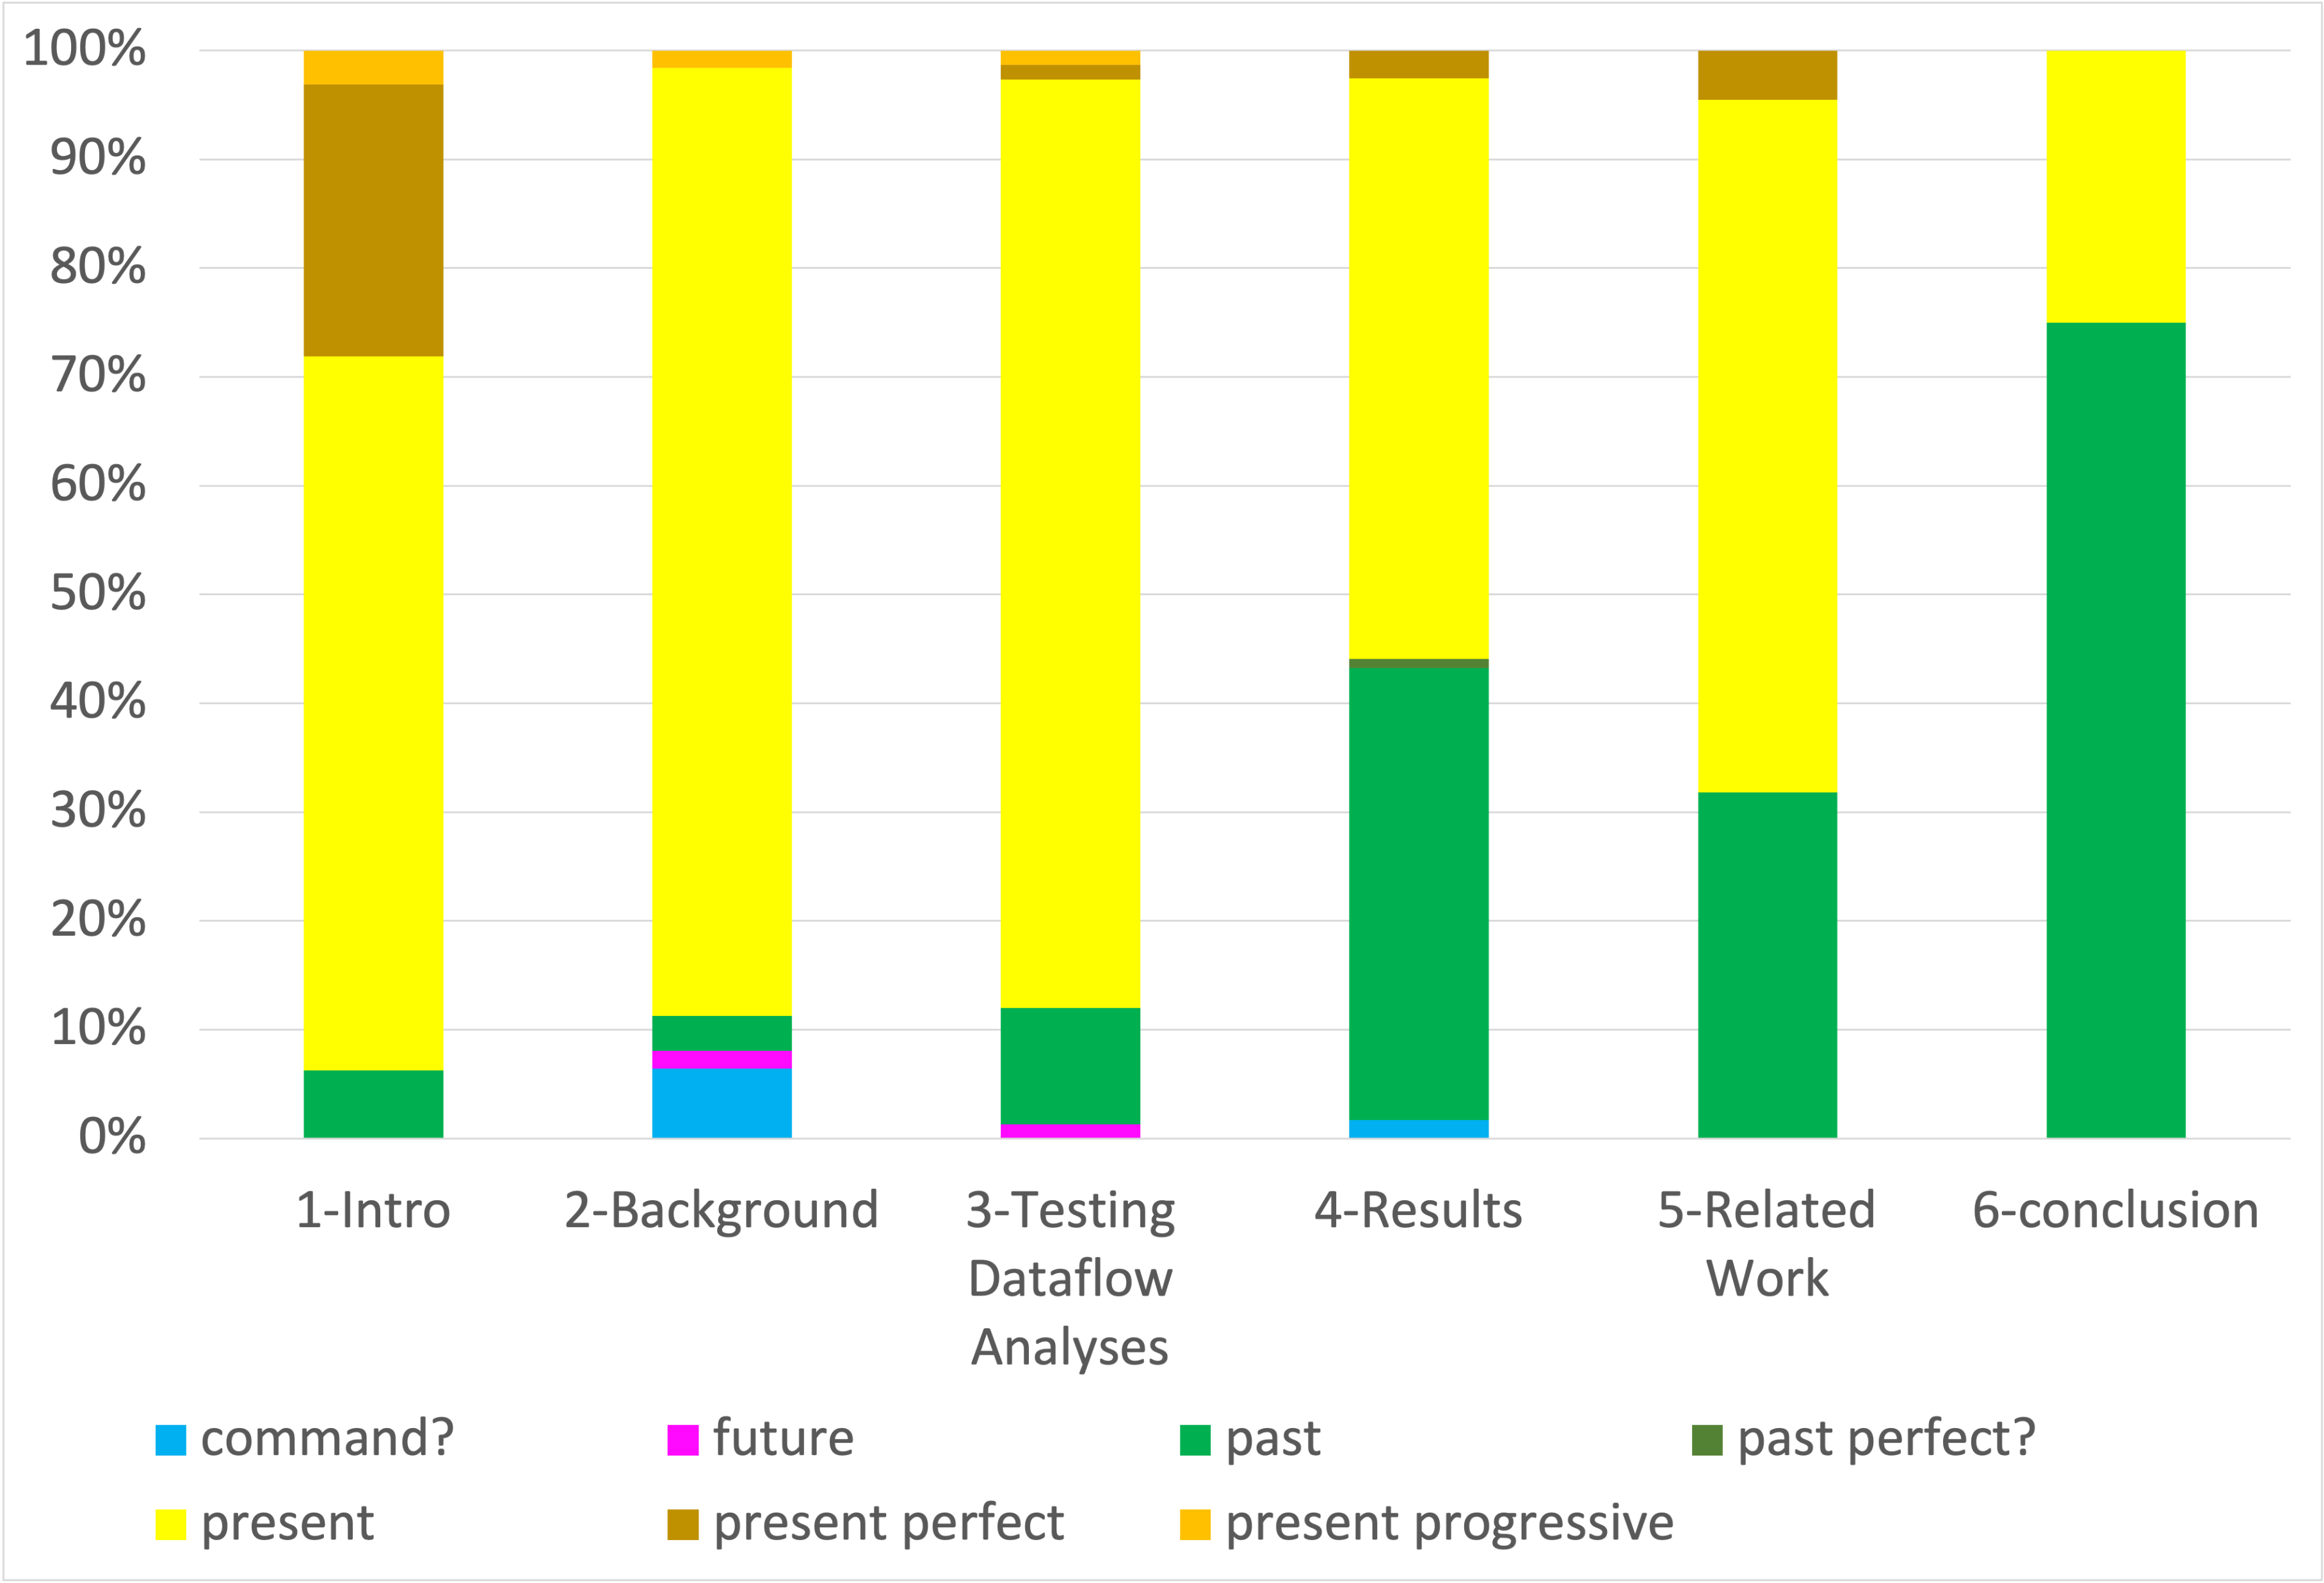 100%
90%
80%
70%
60%
50%
40%
30%
20%
10%
0%
1-Intro
2-Background
3-Testing
Dataflow
Analyses
4-Results
5-Related
Work
6-conclusion
command?
future
past
past perfect?
present
present perfect
present progressive